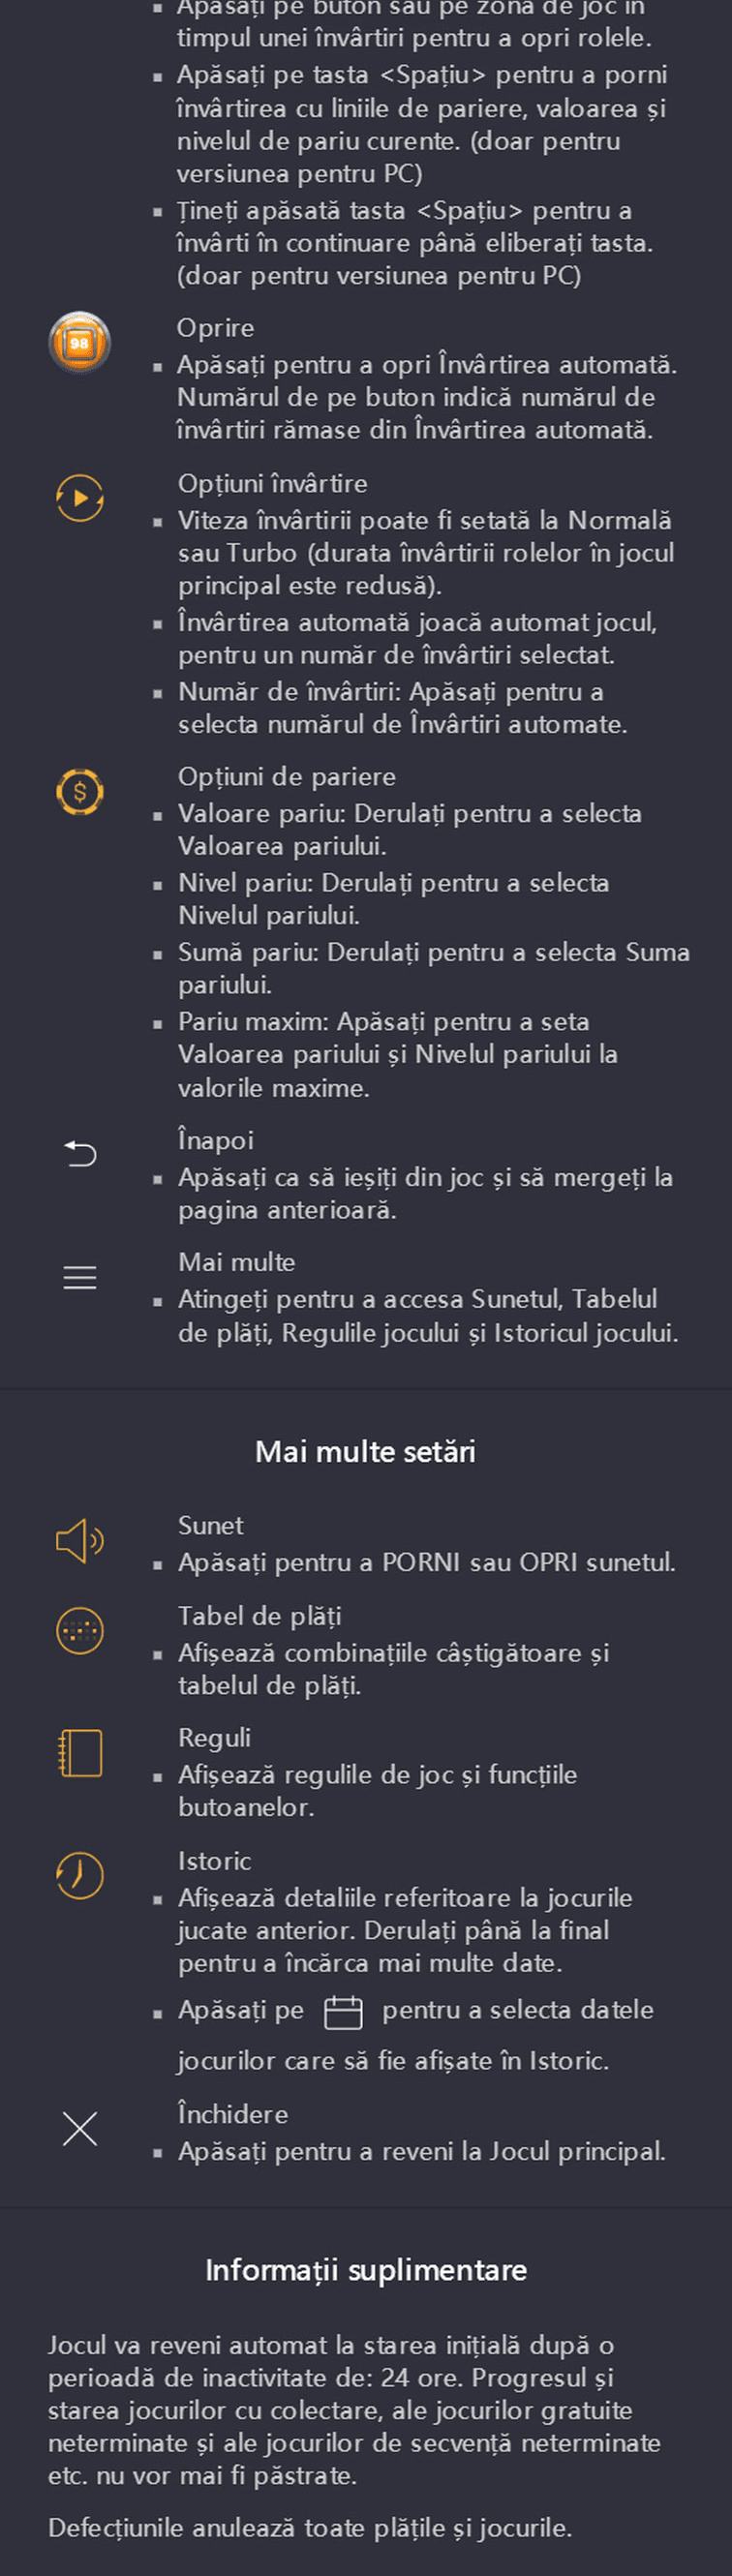 Apăsați pe buton sau pe zona de joc în
timpul unei învârtiri pentru a opri rolele.
Apăsați pe tasta <Spațiu> pentru a porni
învârtirea cu liniile de pariere, valoarea și
nivelul de pariu curente. (doar pentru
versiunea pentru PC)
Țineți apăsată tasta <Spațiu> pentru a
învârti în continuare până eliberați tasta.
(doar pentru versiunea pentru PC)
98
Oprire
Apăsați pentru a opri Învârtirea automată.
Numărul de pe buton indică numărul de
învârtiri rămase din Învârtirea automată.
Opțiuni învârtire
Viteza învârtirii poate fi setată la Normală
sau Turbo (durata învârtirii rolelor în jocul
principal este redusă).
Învârtirea automată joacă automat jocul,
pentru un număr de învârtiri selectat.
Număr de învârtiri: Apăsați pentru a
selecta numărul de Învârtiri automate.
$
Opțiuni de pariere
Valoare pariu: Derulați pentru a selecta
Valoarea pariului.
Nivel pariu: Derulați pentru a selecta
Nivelul pariului.
Sumă pariu: Derulați pentru a selecta Suma
pariului.
Pariu maxim: Apăsați pentru a seta
Valoarea pariului și Nivelul pariului la
valorile maxime.
Înapoi
Apăsați ca să ieșiți din joc și să mergeți la
pagina anterioară.
Mai multe
Atingeți pentru a accesa Sunetul, Tabelul
de plăți, Regulile jocului și Istoricul jocului.
Mai multe setări
Sunet
Apăsați pentru a PORNI sau OPRI sunetul.
Tabel de plăți
Afișează combinațiile câștigătoare și
tabelul de plăți.
Reguli
Afișează regulile de joc și funcțiile
butoanelor.
Istoric
Afișează detaliile referitoare la jocurile
jucate anterior. Derulați până la final
pentru a încărca mai multe date.
Apăsați pe pentru a selecta datele
jocurilor care să fie afișate în Istoric.
Închidere
Apăsați pentru a reveni la Jocul principal.
Informații suplimentare
Jocul va reveni automat la starea inițială după o
perioadă de inactivitate de: 24 ore. Progresul și
starea jocurilor cu colectare, ale jocurilor gratuite
neterminate și ale jocurilor de secvență neterminate
etc. nu vor mai fi păstrate.
Defecțiunile anulează toate plățile și jocurile.